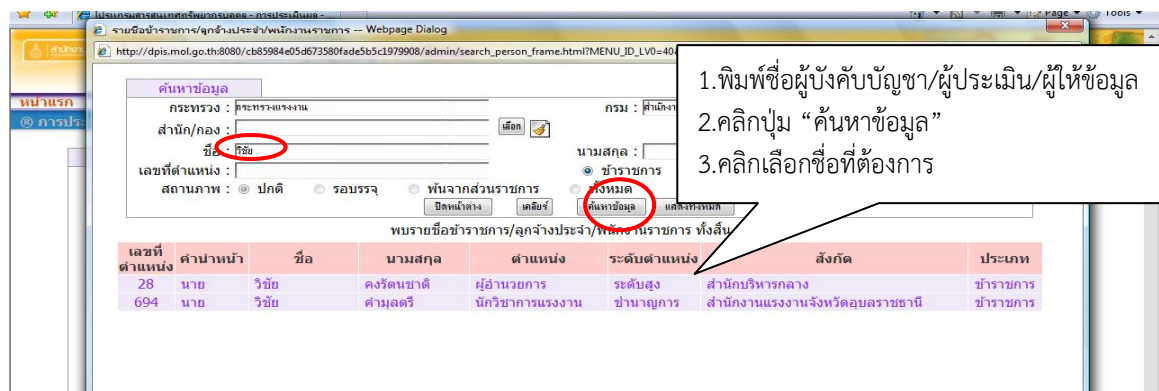 โปรแกรมสารสนเทศทรัพยากรบุคคล - การประเมินผล - ...
Page
Tools
รายชื่อข้าราชการ/ลูกจ้างประจำ/พนักงานราชการ -- Webpage Dialog
http://dpis.mol.go.th:8080/cb85984e05d673580fade5b5c1979908/admin/search_person_frame.html?MENU_ID_LV0=40
1.พิมพ์ชื่อผู้บังคับบัญชา/ผู้ประเมิน/ผู้ให้ข้อมูล
2.คลิกปุ่ม “ค้นหาข้อมูล”
3.คลิกเลือกชื่อที่ต้องการ
หน้าแรก
® การประ
ค้นหาข้อมูล
กระทรวง : กระทรวงแรงงาน กรม : สำนักงา
สำนัก/กอง : เลือก
ชื่อ : วิชัย นามสกุล :
เลขที่ตำแหน่ง : ข้าราชการ
สถานภาพ : ปกติ รอบรรจุ พ้นจากส่วนราชการ ทั้งหมด
ปิดหน้าต่าง เคลียร์ ค้นหาข้อมูล แสดงทั้งหมด
พบรายชื่อข้าราชการ/ลูกจ้างประจำ/พนักงานราชการ ทั้งสิ้น
เลขที่ตำแหน่ง คำนำหน้า ชื่อ นามสกุล ตำแหน่ง ระดับตำแหน่ง สังกัด ประเภท
28 นาย วิชัย คงรัตนชาติ ผู้อำนวยการ ระดับสูง สำนักบริหารกลาง ข้าราชการ
694 นาย วิชัย คำมุลตรี นักวิชาการแรงงาน ชำนาญการ สำนักงานแรงงานจังหวัดอุบลราชธานี ข้าราชการ